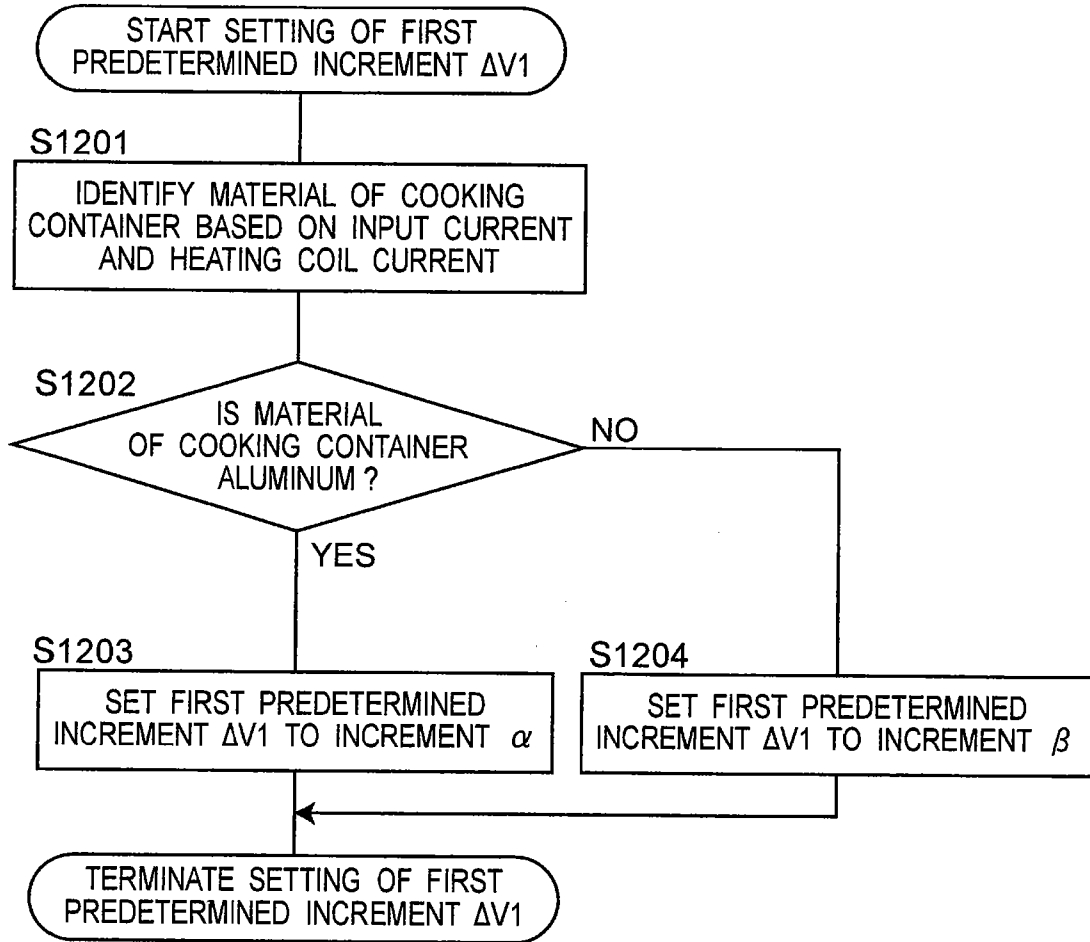 START SETTING OF FIRST
PREDETERMINED INCREMENT ΔV1
S1201
IDENTIFY MATERIAL OF COOKING
CONTAINER BASED ON INPUT CURRENT
AND HEATING COIL CURRENT
S1202
IS MATERIAL
OF COOKING CONTAINER
ALUMINUM ?
NO
YES
S1203
SET FIRST PREDETERMINED
INCREMENT ΔV1 TO INCREMENT α
S1204
SET FIRST PREDETERMINED
INCREMENT ΔV1 TO INCREMENT β
TERMINATE SETTING OF FIRST
PREDETERMINED INCREMENT ΔV1